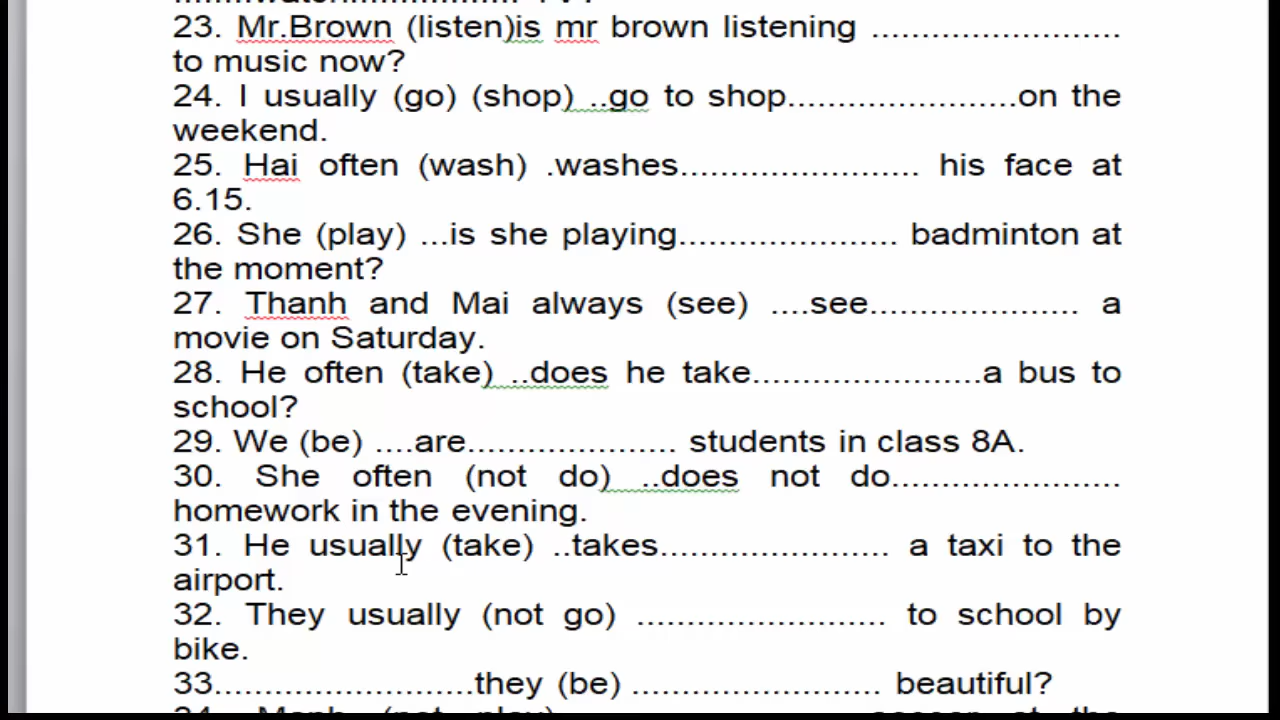 23. Mr.Brown (listen)is mr brown listening .........................
to music now?
24. I usually (go) (shop) ..go to shop.......................on the
weekend.
25. Hai often (wash) .washes........................ his face at
6.15.
26. She (play) ...is she playing...................... badminton at
the moment?
27. Thanh and Mai always (see) ....see..................... a
movie on Saturday.
28. He often (take) ..does he take.......................a bus to
school?
29. We (be) ....are..................... students in class 8A.
30. She often (not do) ..does not do.......................
homework in the evening.
31. He usually (take) ..takes....................... a taxi to the
airport.
32. They usually (not go) ......................... to school by
bike.
33..........................they (be) ......................... beautiful?